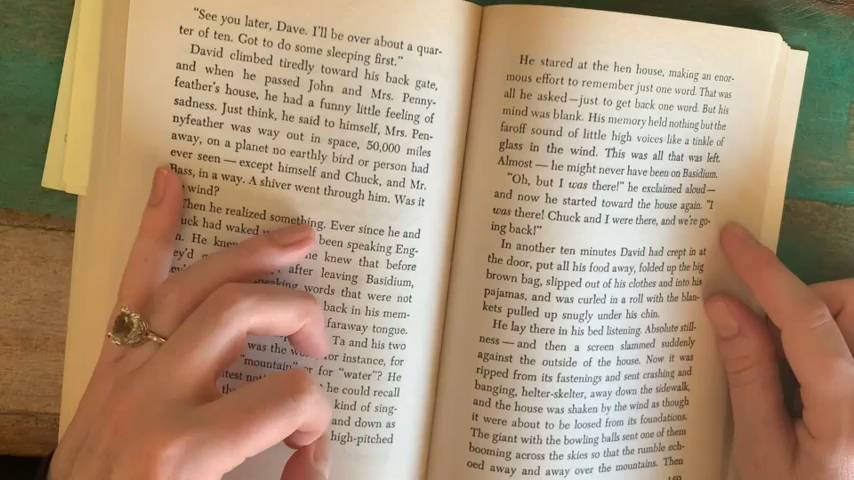 "See you later, Dave. I'll be over about a quar-
ter of ten. Got to do some sleeping first."
David climbed tiredly toward his back gate,
and when he passed John and Mrs. Penny-
feather's house, he had a funny little feeling of
sadness. Just think, he said to himself, Mrs. Pen-
nyfeather was way out in space, 50,000 miles
away, on a planet no earthly bird or person had
ever seen — except himself and Chuck, and Mr.
Bass, in a way. A shiver went through him. Was it
wind?
Then he realized something. Ever since he and
uck had waked been speaking Eng-
He knew he knew that before
ey'd after leaving Basidium,
speaking words that were not
back in his mem-
faraway tongue.
Ta and his two
was the for instance, for
"mountain" or for "water"? He
he could recall
kind of sing-
and down as
high-pitched
He stared at the hen house, making an enor-
mous effort to remember just one word. That was
all he asked — just to get back one word. But his
mind was blank. His memory held nothing but the
faroff sound of little high voices like a tinkle of
glass in the wind. This was all that was left.
Almost — he might never have been on Basidium.
"Oh, but I was there!" he exclaimed aloud —
and now he started toward the house again. "I
was there! Chuck and I were there, and we're go-
ing back!"
In another ten minutes David had crept in at
the door, put all his food away, folded up the big
brown bag, slipped out of his clothes and into his
pajamas, and was curled in a roll with the blan-
kets pulled up snugly under his chin.
He lay there in his bed listening. Absolute still-
ness — and then a screen slammed suddenly
against the outside of the house. Now it was
ripped from its fastenings and sent crashing and
banging, helter-skelter, away down the sidewalk,
and the house was shaken by the wind as though
it were about to be loosed from its foundations.
The giant with the bowling balls sent one of them
booming across the skies so that the rumble ech-
oed away and away over the mountains. Then